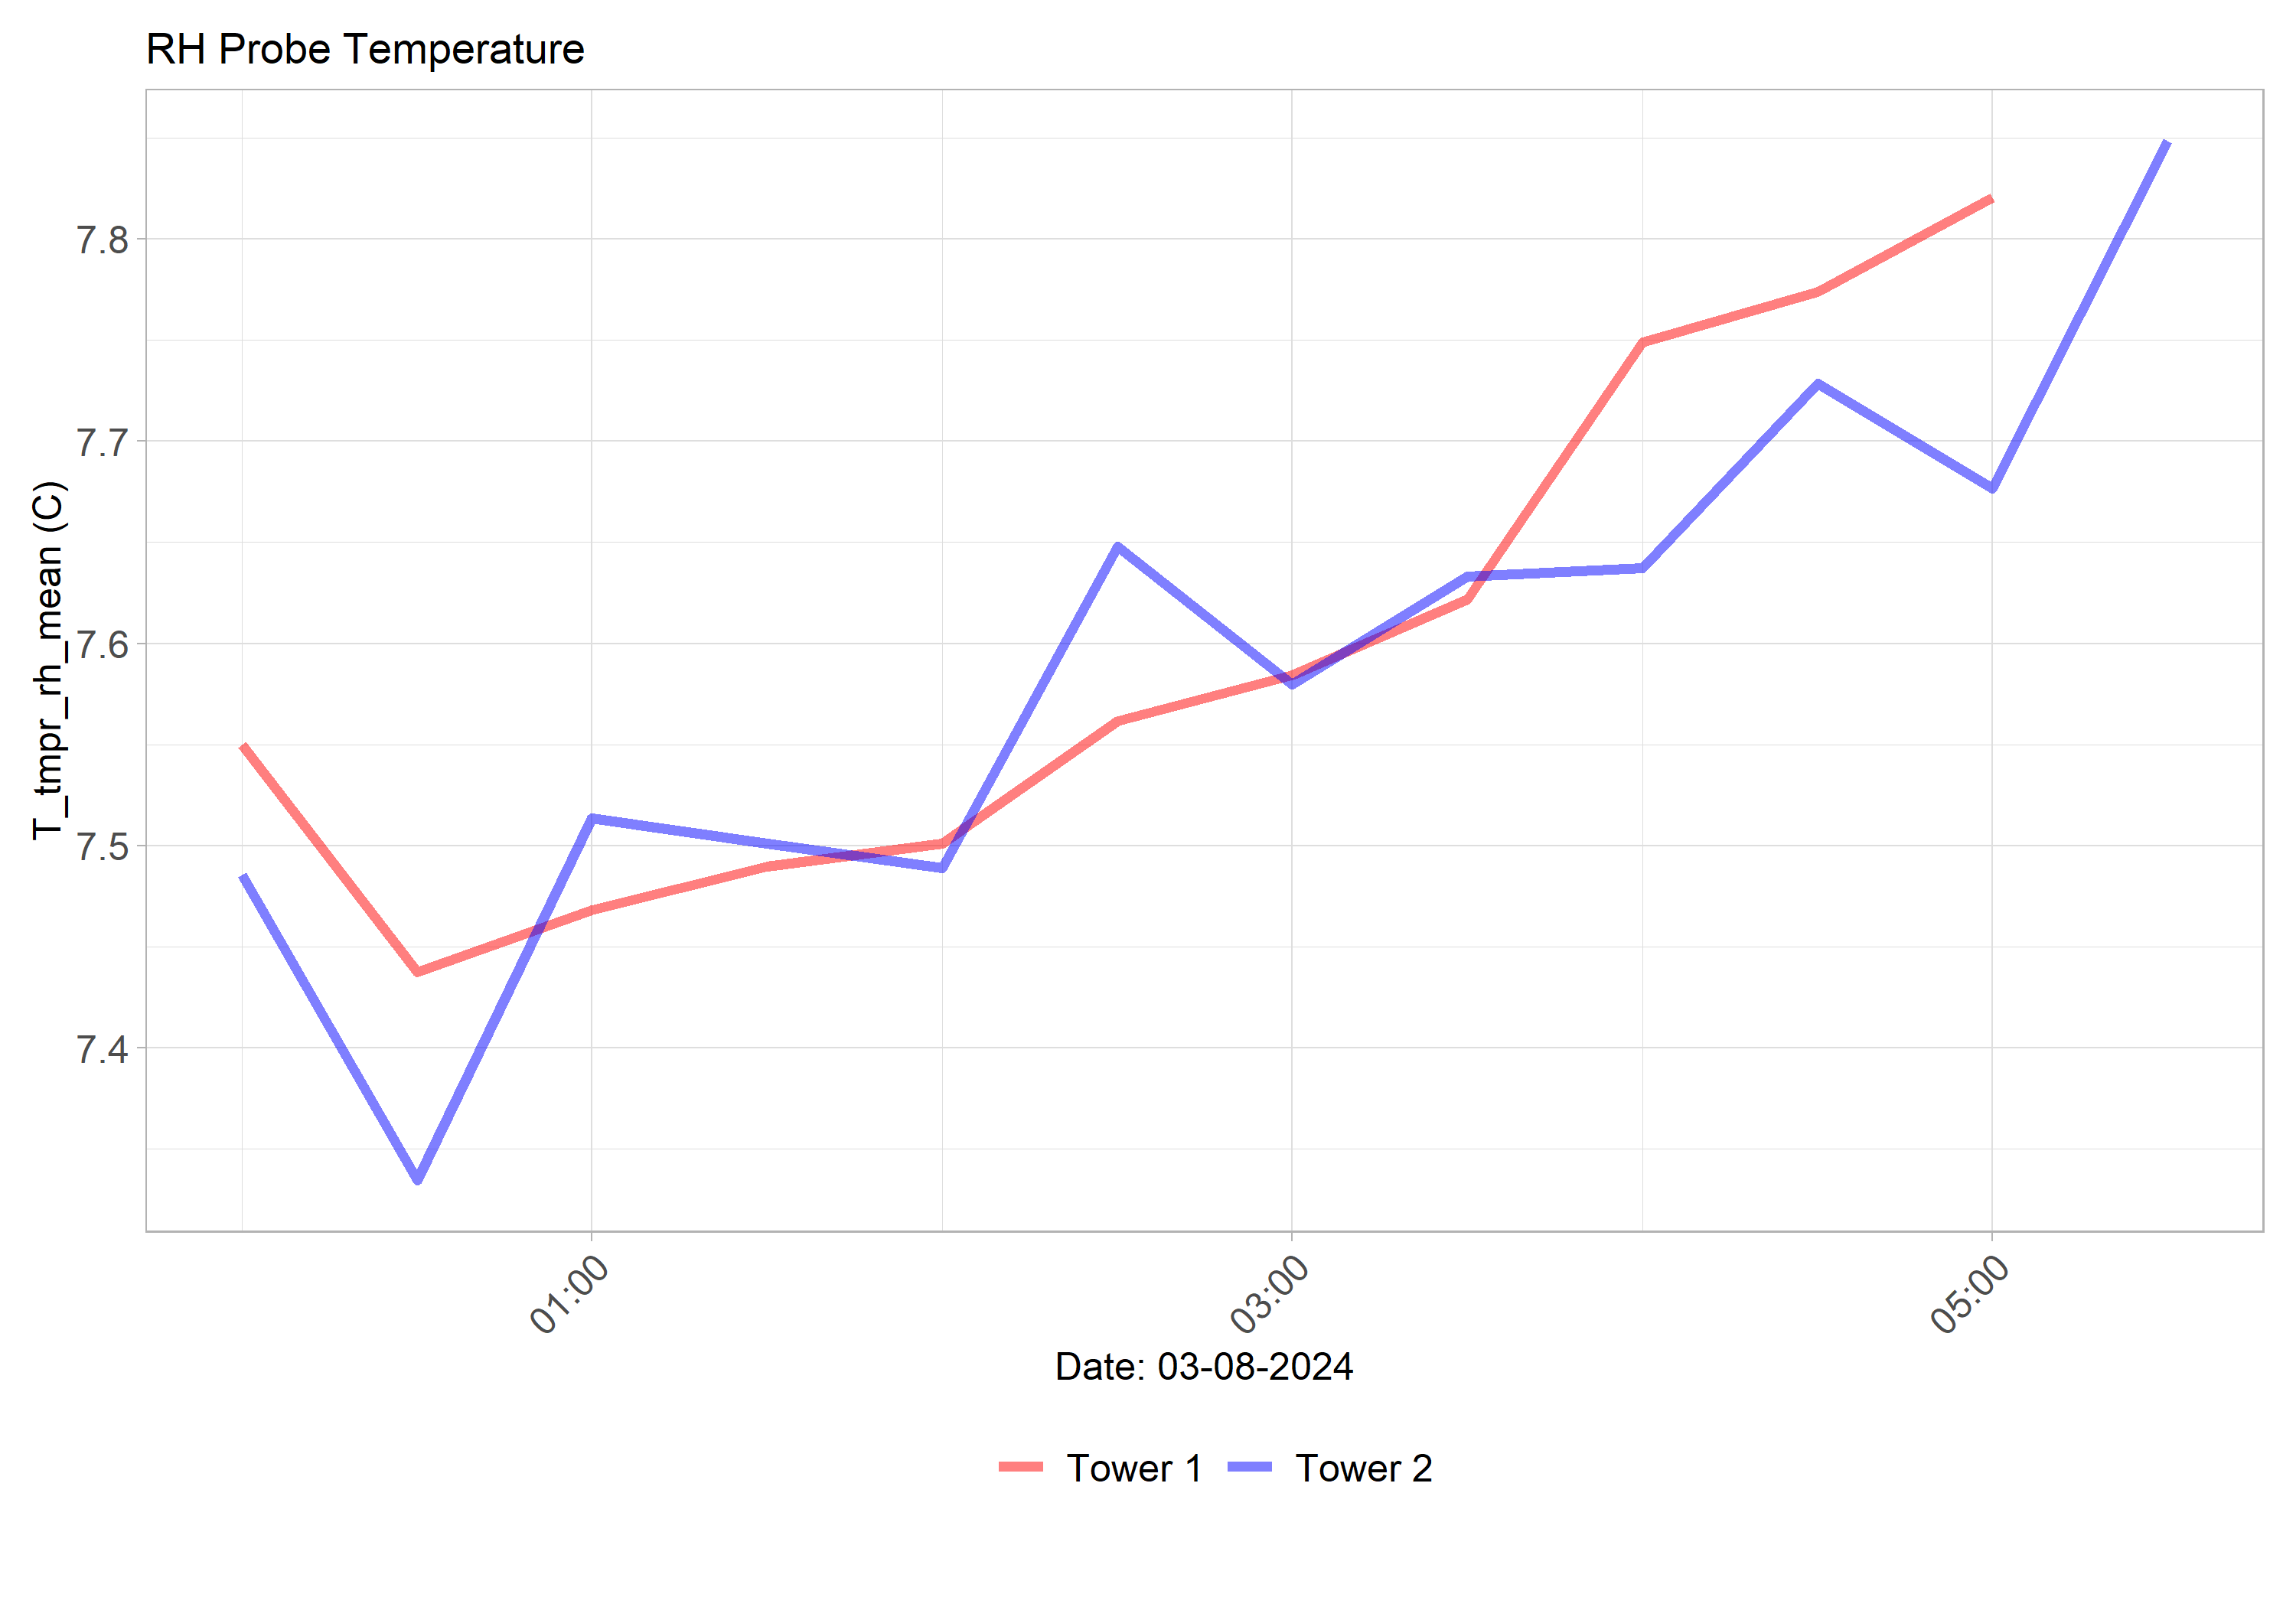 RH Probe Temperature
T_tmpr_rh_mean (C)
7.8
7.7
7.6
7.5
7.4
01:00
03:00
05:00
Date: 03-08-2024
Tower 1
Tower 2